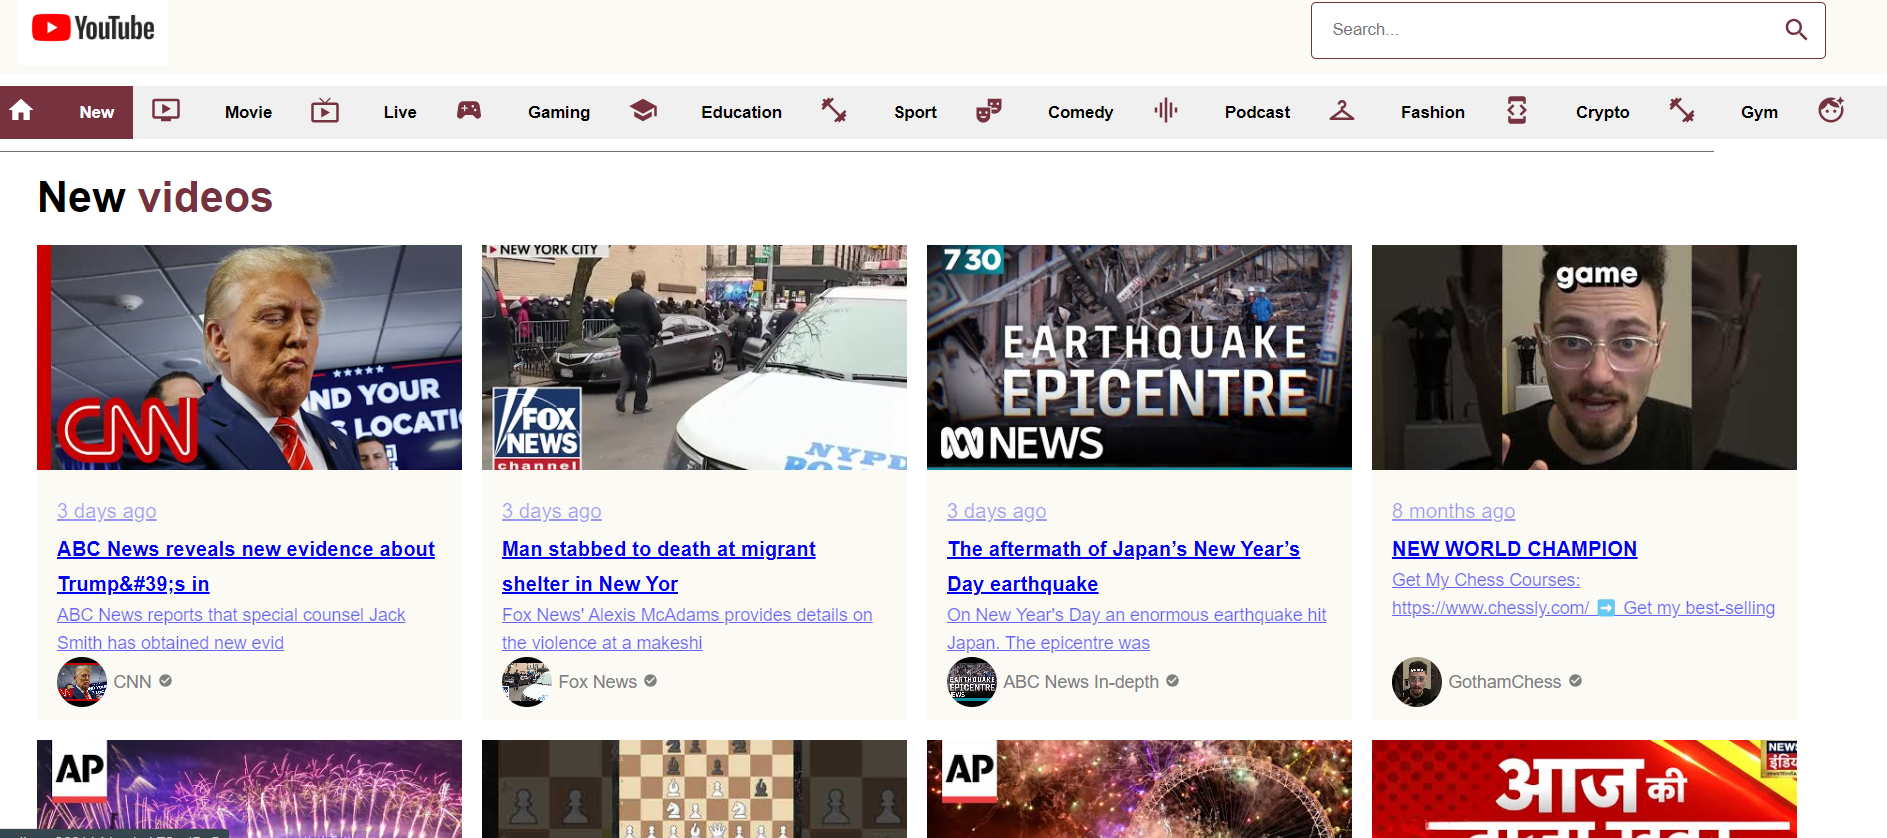 YouTube
Search...
New Movie Live Gaming Education Sport Comedy Podcast Fashion Crypto Gym
New videos
CNN
ND YOUR
S LOCATI
NEW YORK CITY
FOX
NEWS
channel
NYPD
7 30
EARTHQUAKE
EPICENTRE
NEWS
game
3 days ago
ABC News reveals new evidence about
Trump&#39;s in
ABC News reports that special counsel Jack
Smith has obtained new evid
CNN
3 days ago
Man stabbed to death at migrant
shelter in New Yor
Fox News' Alexis McAdams provides details on
the violence at a makeshi
Fox News
3 days ago
The aftermath of Japan’s New Year’s
Day earthquake
On New Year's Day an enormous earthquake hit
Japan. The epicentre was
ABC News In-depth
8 months ago
NEW WORLD CHAMPION
Get My Chess Courses:
https://www.chessly.com/ ➡️ Get my best-selling
GothamChess
AP
AP
आज की
NEWS
इंडिया